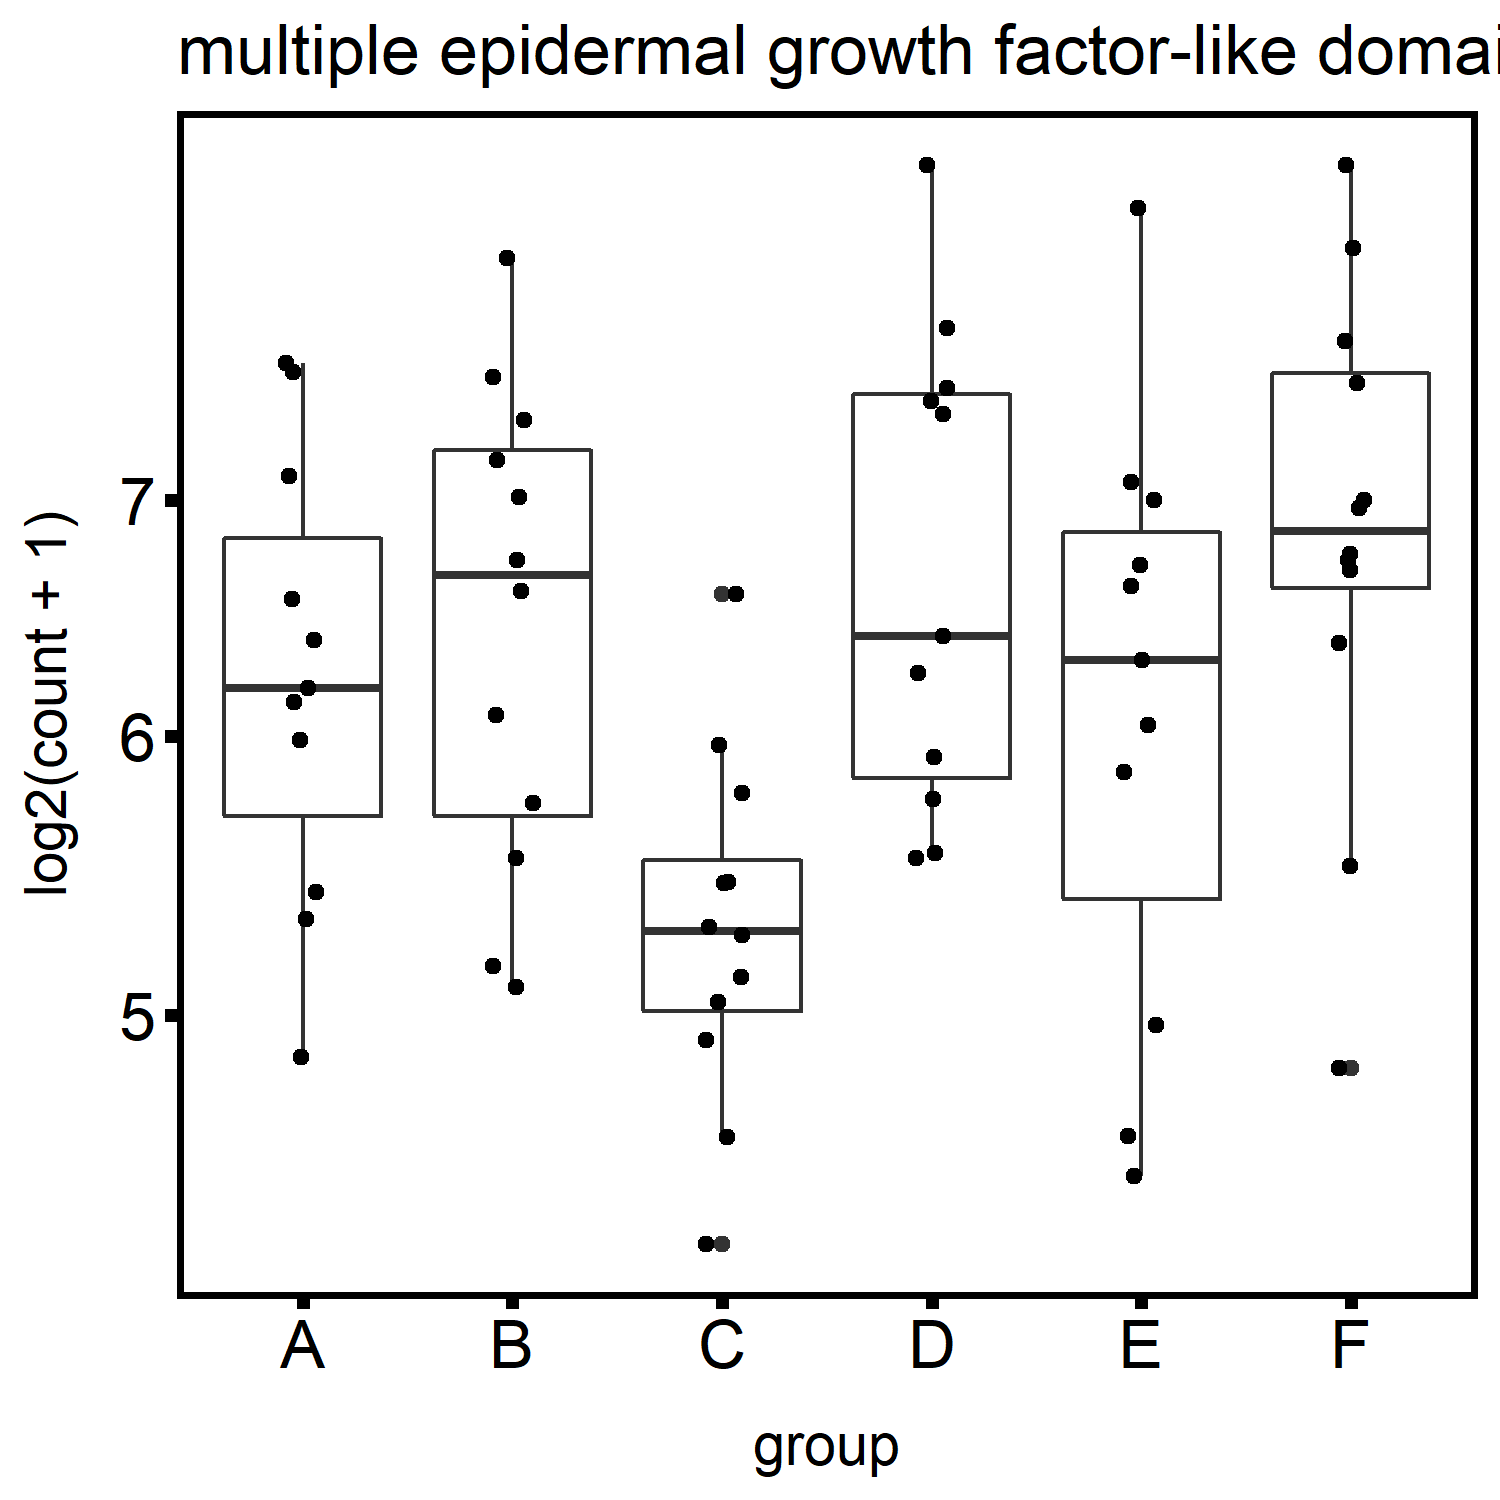 multiple epidermal growth factor-like domai
log2(count + 1)
7
6
5
A B C D E F
group